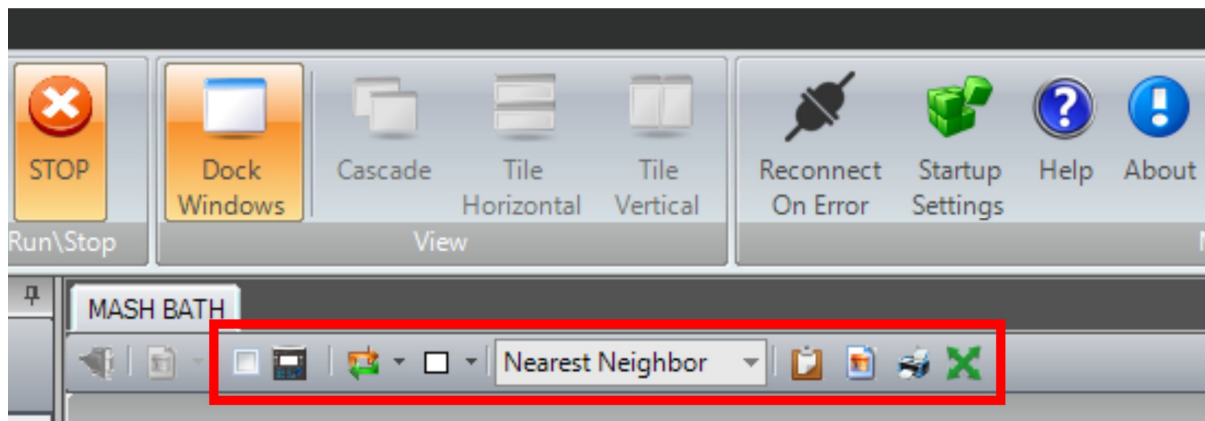 STOP
Dock
Windows
Cascade
Tile
Horizontal
Tile
Vertical
Reconnect
On Error
Startup
Settings
Help
About
Run\Stop
View
MASH BATH
Nearest Neighbor